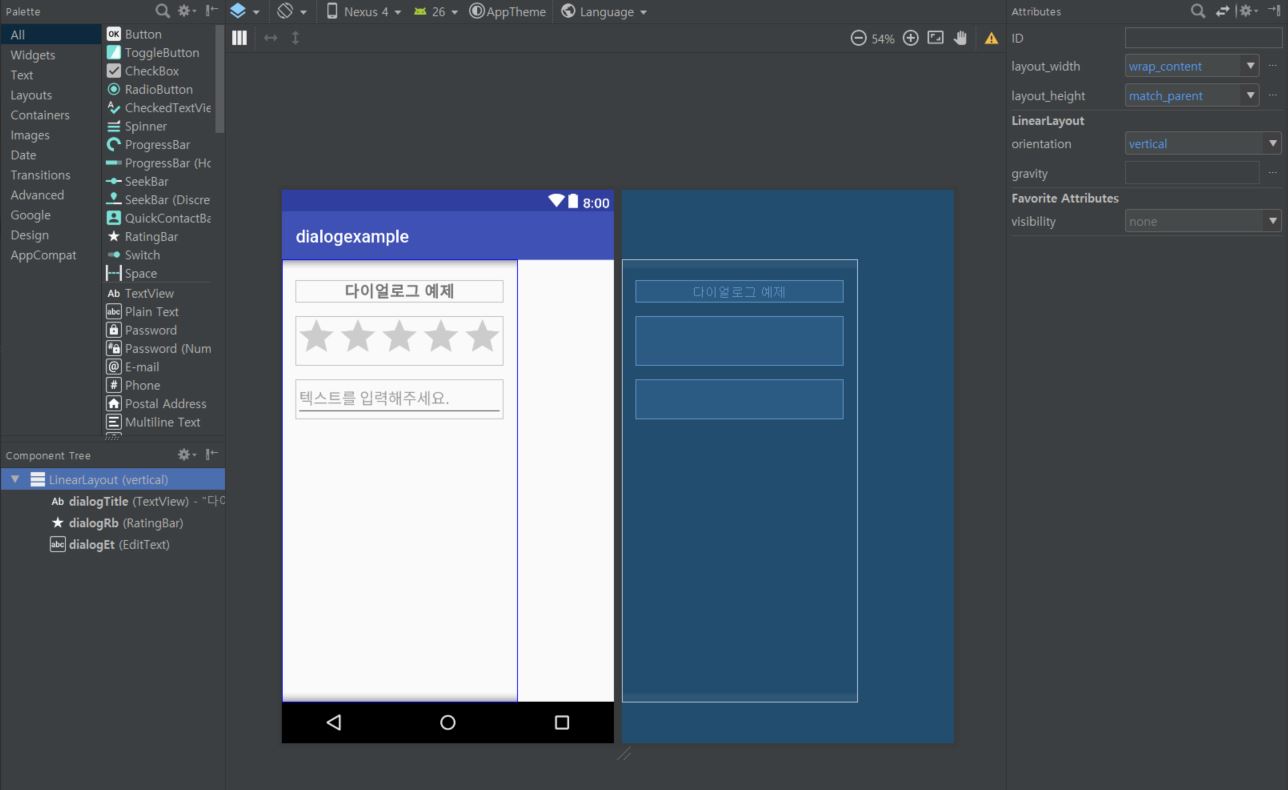 Palette
All
Widgets
Text
Layouts
Containers
Images
Date
Transitions
Advanced
Google
Design
AppCompat
OK Button
ToggleButton
CheckBox
RadioButton
CheckedTextVie
Spinner
ProgressBar
ProgressBar (Ho
SeekBar
SeekBar (Discre
QuickContactBa
RatingBar
Switch
Space
Ab TextView
abc Plain Text
Password
# Password (Num
@ E-mail
# Phone
Postal Address
Multiline Text
Component Tree
LinearLayout (vertical)
Ab dialogTitle (TextView) - "다이
dialogRb (RatingBar)
abc dialogEt (EditText)
Nexus 4 26 AppTheme Language
54%
8:00
dialogexample
다이얼로그 예제
텍스트를 입력해주세요.
다이얼로그 예제
Attributes
ID
layout_width wrap_content ...
layout_height match_parent ...
LinearLayout
orientation vertical
gravity ...
Favorite Attributes
visibility none